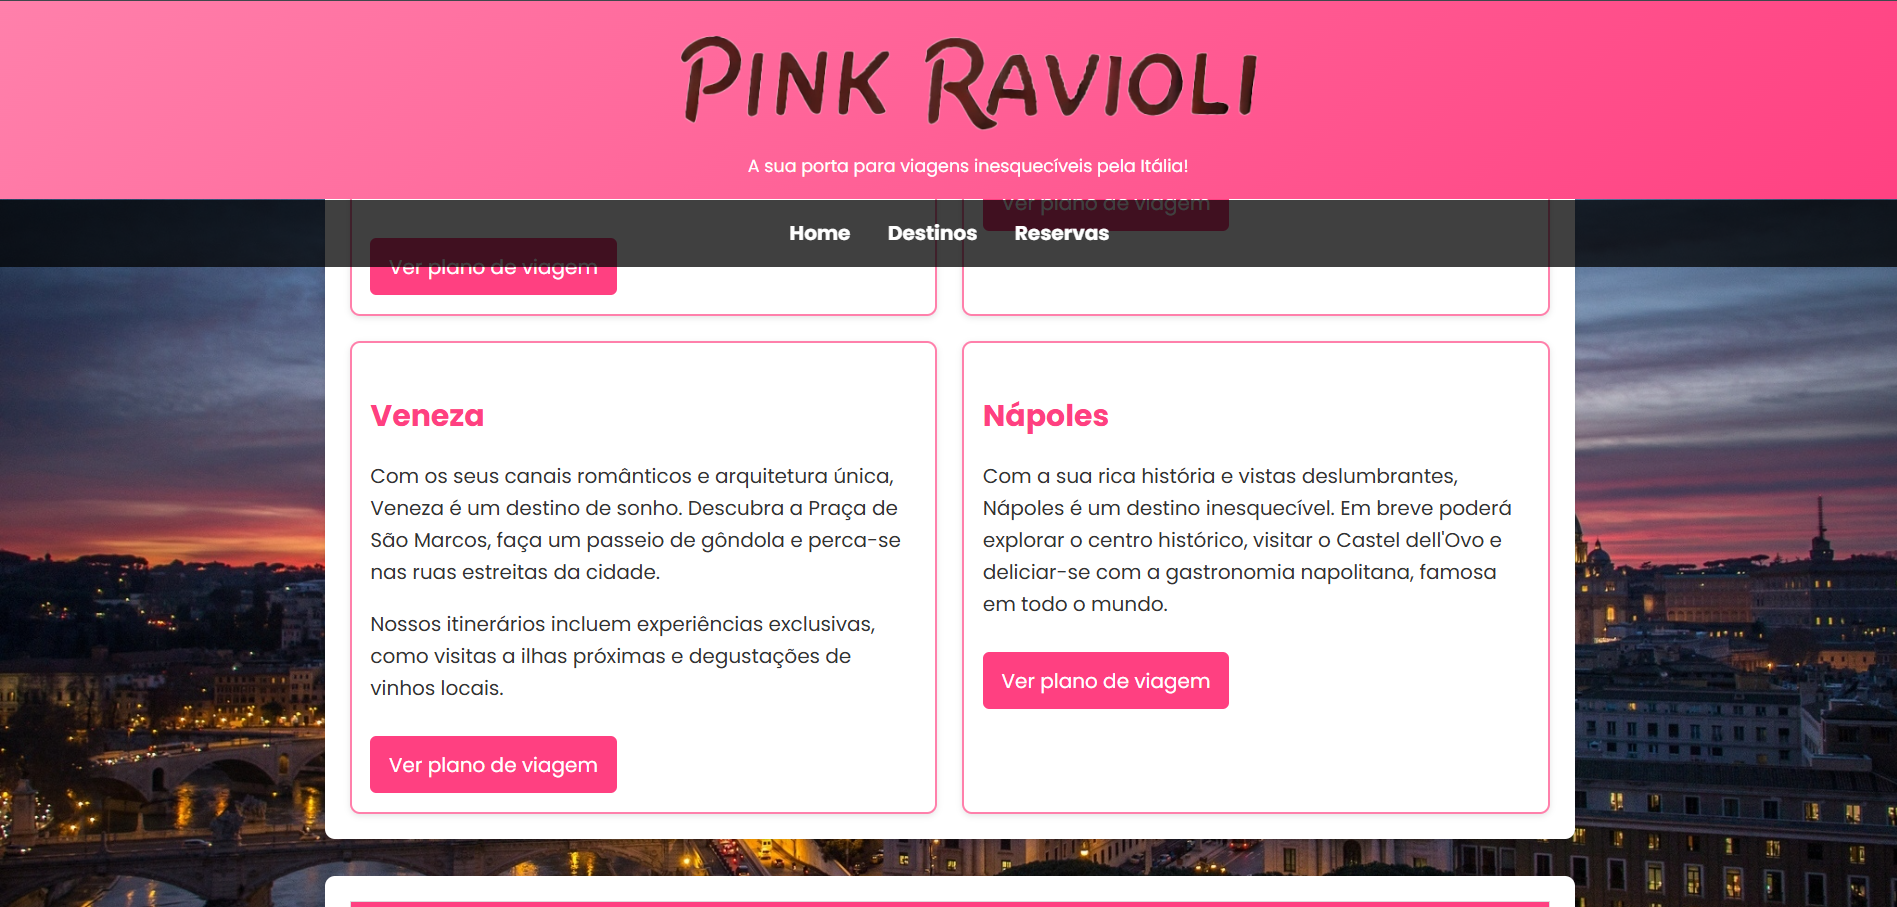 PINK RAVIOLI
A sua porta para viagens inesquecíveis pela Itália!
Ver plano de viagem
Home Destinos Reservas
Ver plano de viagem
Veneza
Com os seus canais românticos e arquitetura única,
Veneza é um destino de sonho. Descubra a Praça de
São Marcos, faça um passeio de gôndola e perca-se
nas ruas estreitas da cidade.
Nossos itinerários incluem experiências exclusivas,
como visitas a ilhas próximas e degustações de
vinhos locais.
Ver plano de viagem
Nápoles
Com a sua rica história e vistas deslumbrantes,
Nápoles é um destino inesquecível. Em breve poderá
explorar o centro histórico, visitar o Castel dell'Ovo e
deliciar-se com a gastronomia napolitana, famosa
em todo o mundo.
Ver plano de viagem